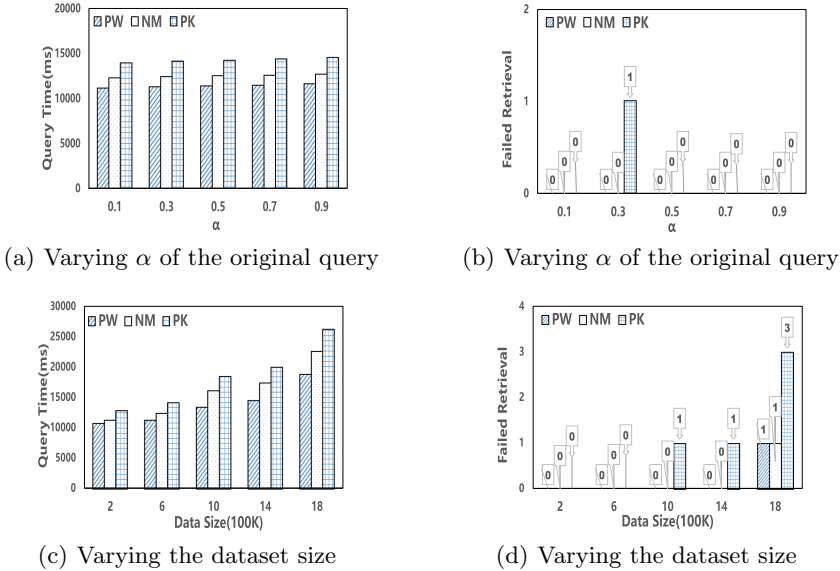 20000
15000
10000
5000
0
Query Time(ms)
PW NM PK
0.1 0.3 0.5 0.7 0.9
α
(a) Varying α of the original query
2
1
0
Failed Retrieval
PW NM PK
0 0 0 0 0 1 0 0 0 0 0 0 0 0 0
0.1 0.3 0.5 0.7 0.9
α
(b) Varying α of the original query
30000
25000
20000
15000
10000
5000
0
Query Time(ms)
PW NM PK
2 6 10 14 18
Data Size(100K)
(c) Varying the dataset size
4
3
2
1
0
Failed Retrieval
PW NM PK
0 0 0 0 0 0 0 0 1 0 0 1 1 1 3
2 6 10 14 18
Data Size(100K)
(d) Varying the dataset size